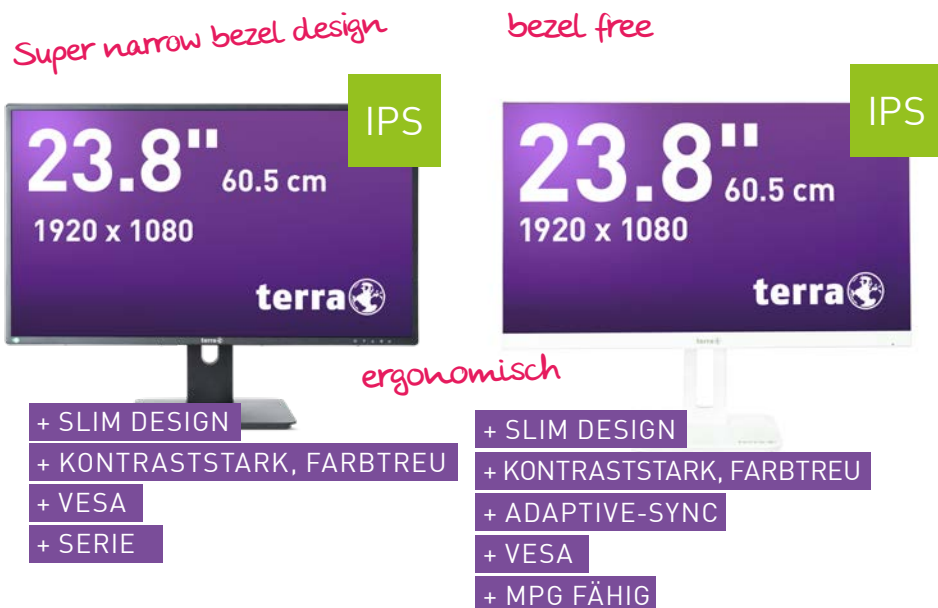 Super narrow bezel design
bezel free
IPS
23.8" 60.5 cm
1920 x 1080
terra
terra
IPS
23.8" 60.5 cm
1920 x 1080
terra
terra
ergonomisch
+ SLIM DESIGN
+ KONTRASTSTARK, FARBTREU
+ VESA
+ SERIE
+ SLIM DESIGN
+ KONTRASTSTARK, FARBTREU
+ ADAPTIVE-SYNC
+ VESA
+ MPG FÄHIG